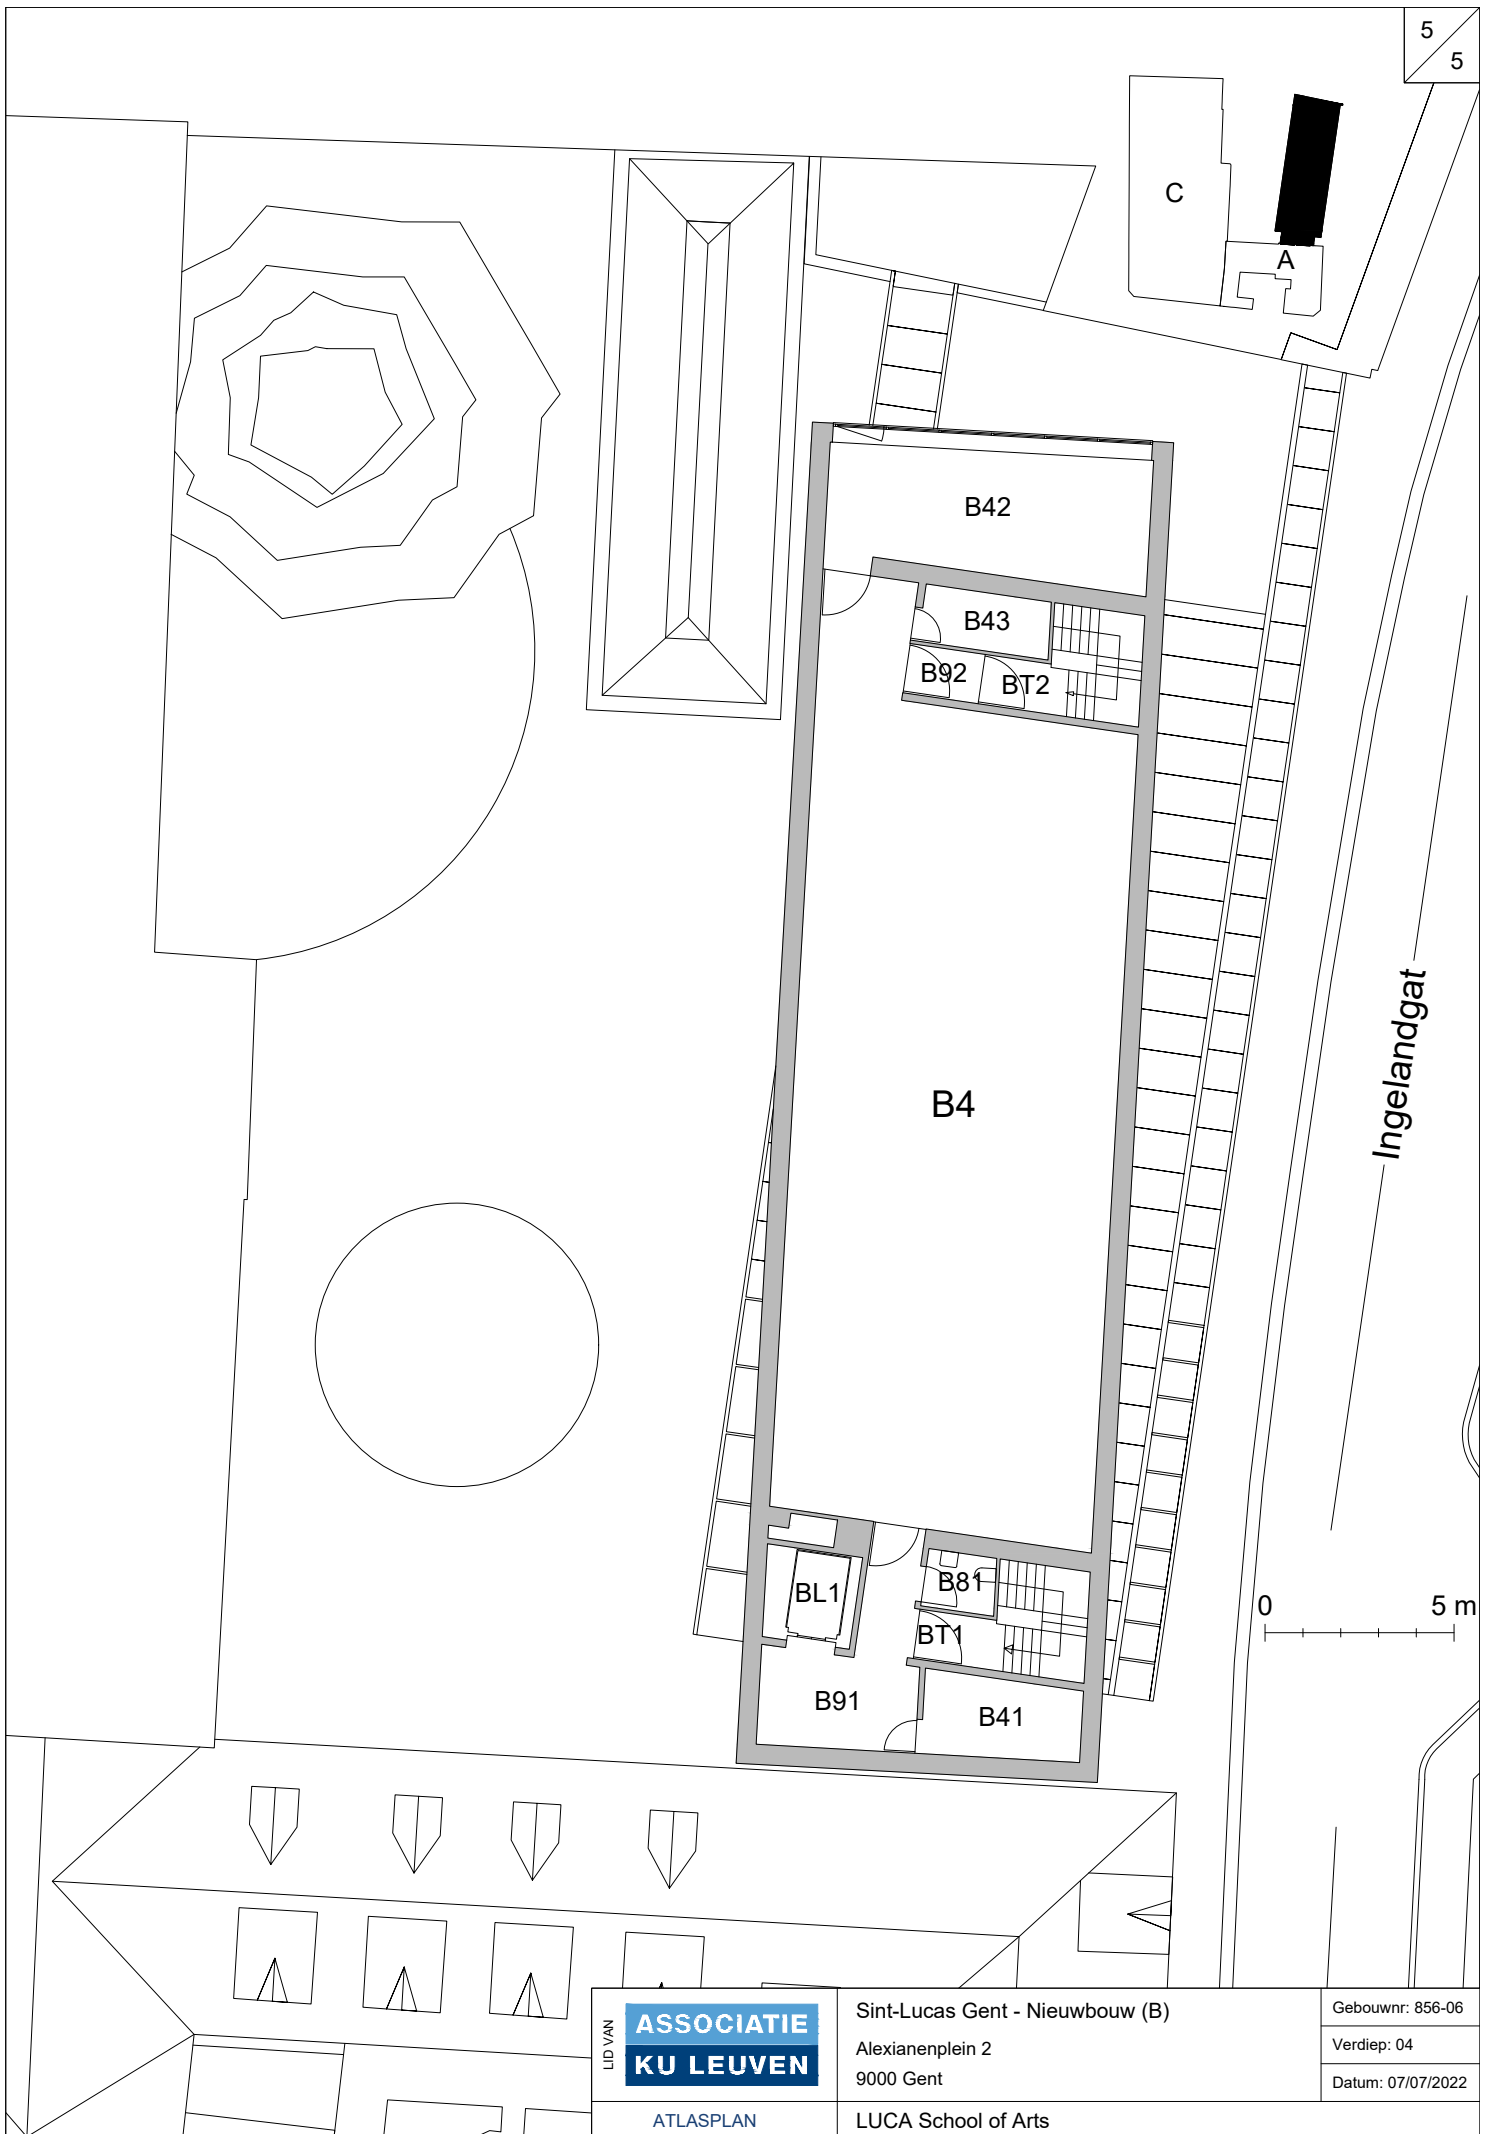 5
5
C
A
B42
B43
B92
BT2
B4
Ingelandgat
BL1
B81
BT1
B91
B41
0 5 m
LID VAN
ASSOCIATIE
KU LEUVEN
ATLASPLAN
Sint-Lucas Gent - Nieuwbouw (B)
Alexianenplein 2
9000 Gent
LUCA School of Arts
Gebouwnr: 856-06
Verdiep: 04
Datum: 07/07/2022